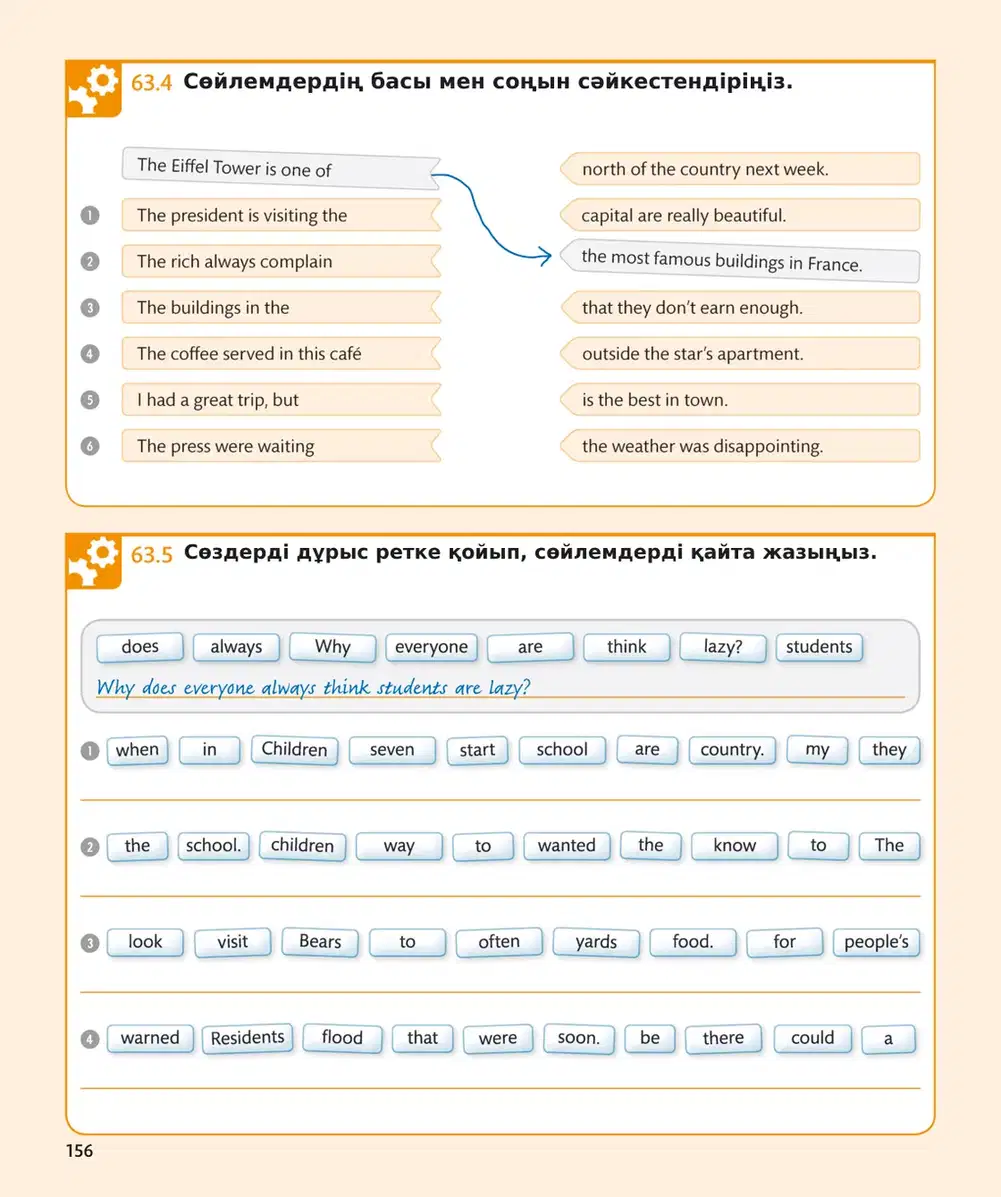 63.4 Сөйлемдердің басы мен соңын сәйкестендіріңіз.
The Eiffel Tower is one of
north of the country next week.
1 The president is visiting the
capital are really beautiful.
2 The rich always complain
the most famous buildings in France.
3 The buildings in the
that they don’t earn enough.
4 The coffee served in this café
outside the star’s apartment.
5 I had a great trip, but
is the best in town.
6 The press were waiting
the weather was disappointing.
63.5 Сөздерді дұрыс ретке қойып, сөйлемдерді қайта жазыңыз.
does always Why everyone are think lazy? students
Why does everyone always think students are lazy?
1 when in Children seven start school are country. my they
2 the school. children way to wanted the know to The
3 look visit Bears to often yards food. for people’s
4 warned Residents flood that were soon. be there could a
156